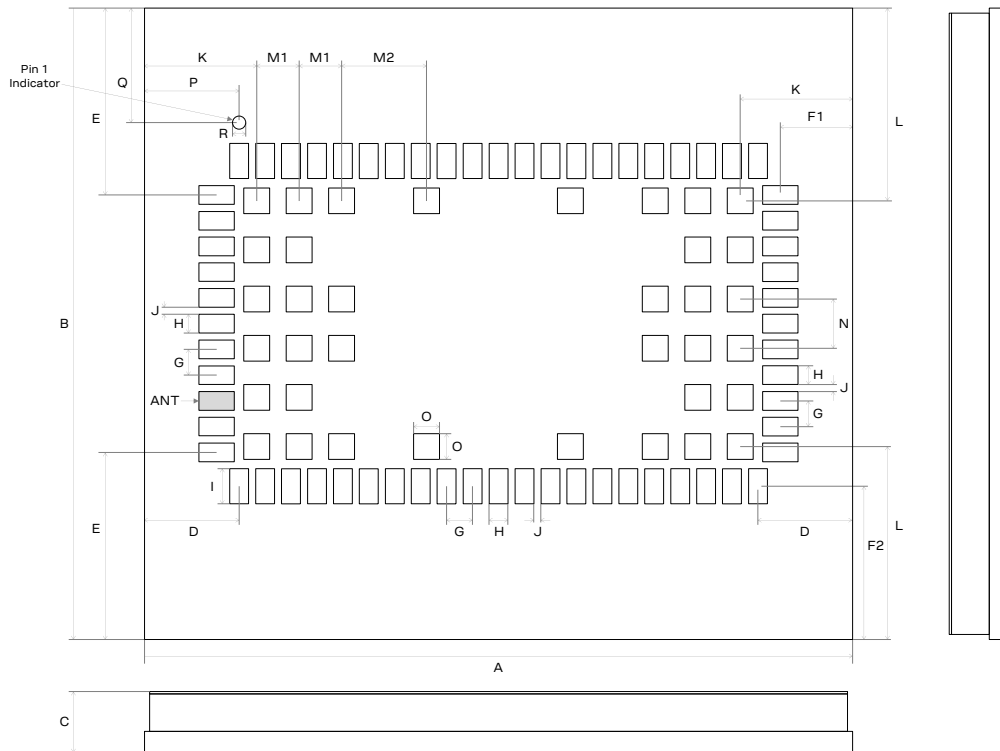 K M1 M1 M2
Pin 1
Indicator
Q P K
E F1 L
R
J
B H N
G H
J
ANT O G
O
I
D G H J D
E F2 L
A
C